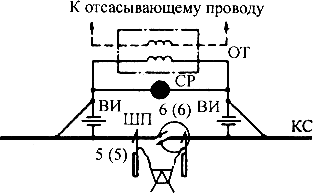 К отсасывающему проводу
ОТ
СР
ВИ
ШП
6 (6)
ВИ
КС
5 (5)